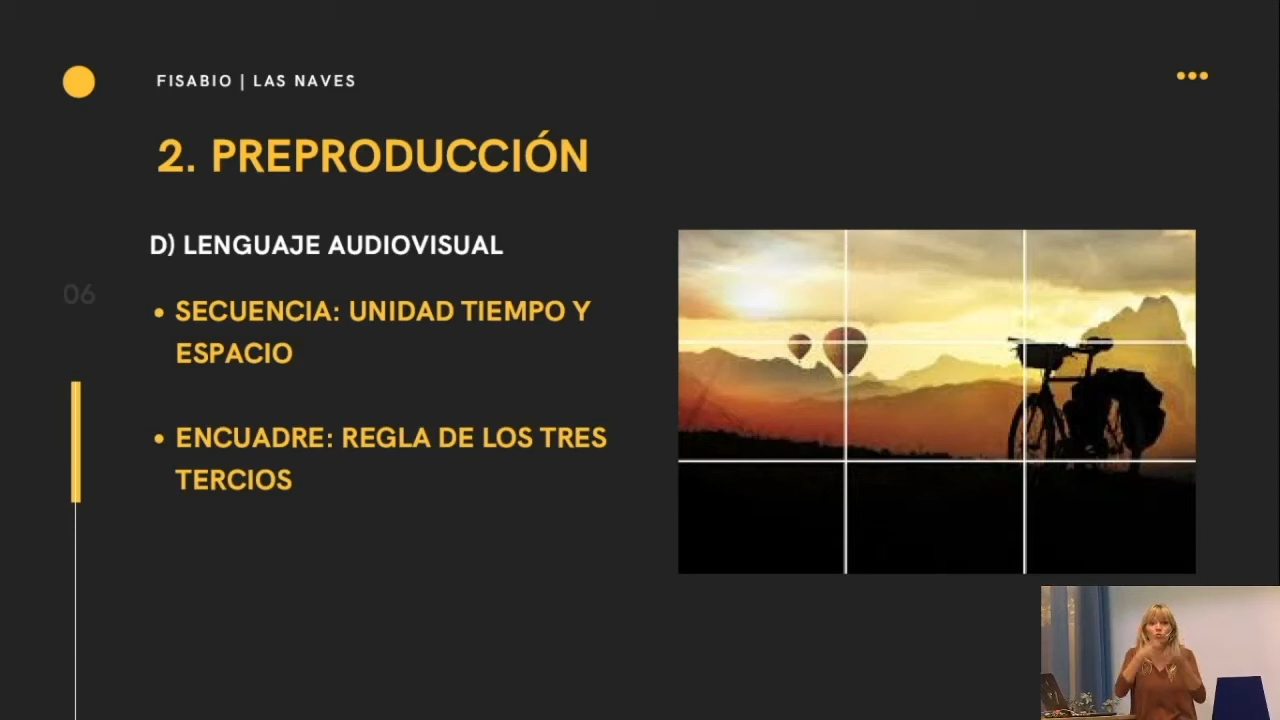 FISABIO | LAS NAVES
2. PREPRODUCCIÓN
D) LENGUAJE AUDIOVISUAL
06
• SECUENCIA: UNIDAD TIEMPO Y
ESPACIO
• ENCUADRE: REGLA DE LOS TRES
TERCIOS